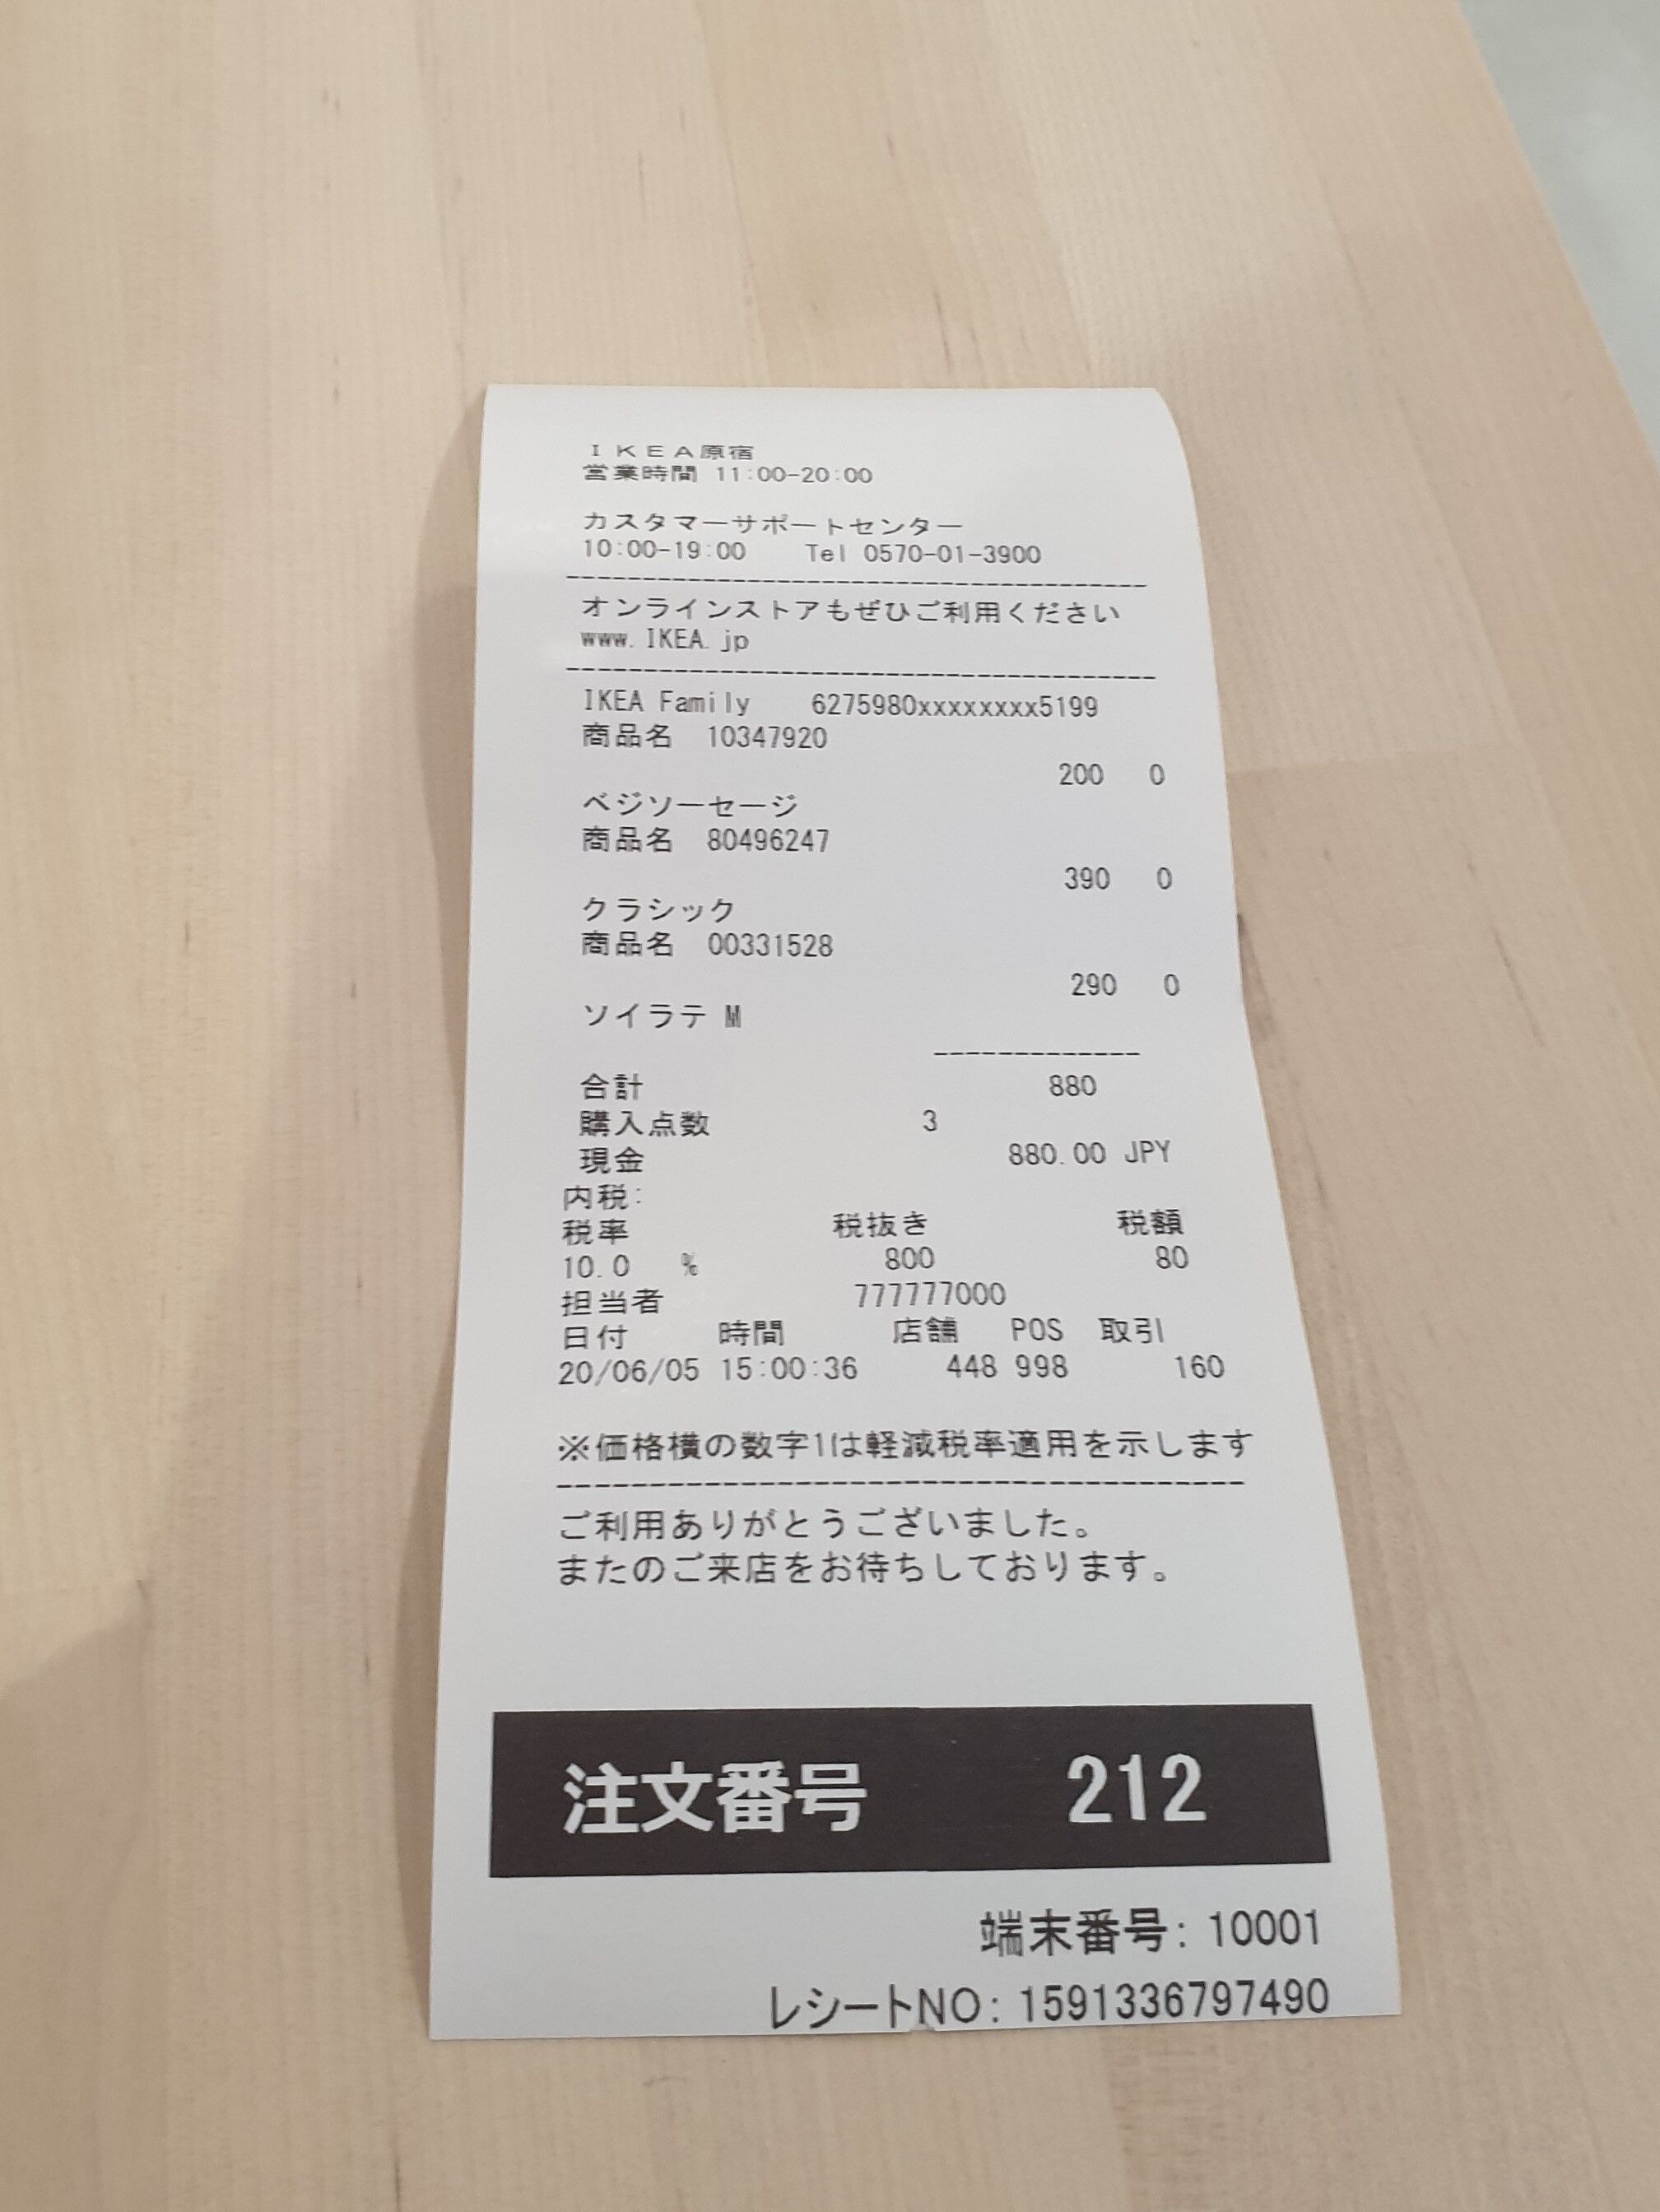 ＩＫＥＡ原宿
営業時間 11:00-20:00
カスタマーサポートセンター
10:00-19:00 Tel 0570-01-3900
----------------------------------------
オンラインストアもぜひご利用ください
www.IKEA.jp
----------------------------------------
IKEA Family 6275980xxxxxxxx5199
商品名 10347920
200 0
ベジソーセージ
商品名 80496247
390 0
クラシック
商品名 00331528
290 0
ソイラテ M
-------------
合計 880
購入点数 3
現金 880.00 JPY
内税:
税率 税抜き 税額
10.0 % 800 80
担当者 777777000
日付 時間 店舗 POS 取引
20/06/05 15:00:36 448 998 160
※価格横の数字1は軽減税率適用を示します
----------------------------------------
ご利用ありがとうございました。
またのご来店をお待ちしております。
注文番号 212
端末番号: 10001
レシートNO: 1591336797490